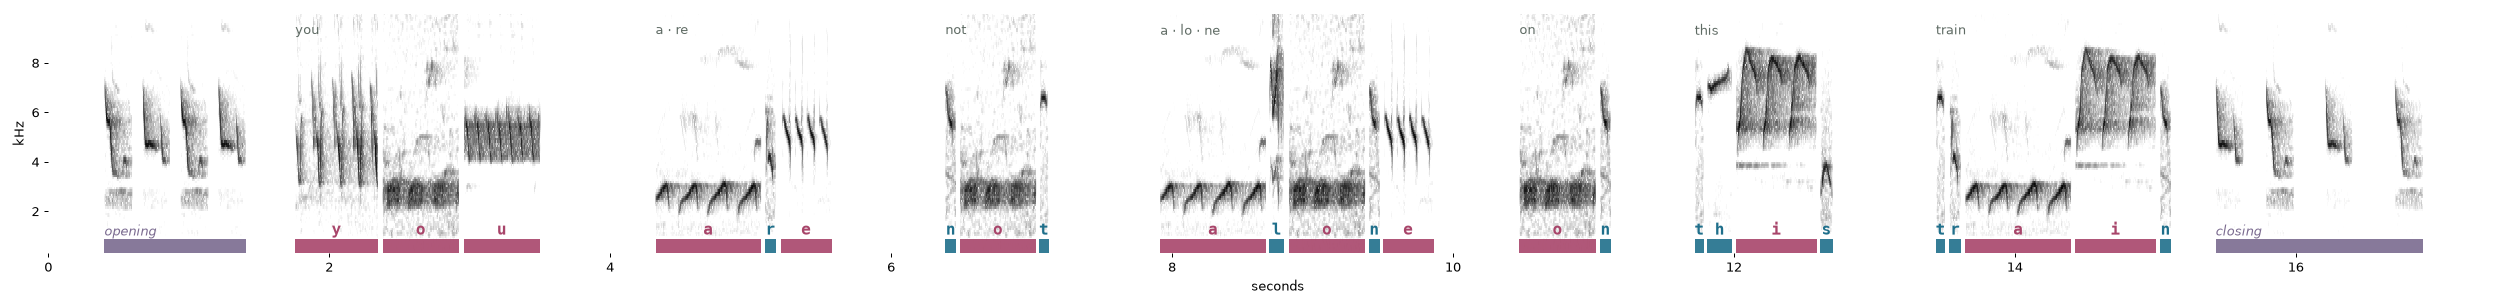 you a · re not a · lo · ne on this train
8
6
4
2
kHz
opening y o u a r e n o t a l o n e o n t h i s t r a i n closing
0 2 4 6 8 10 12 14 16
seconds